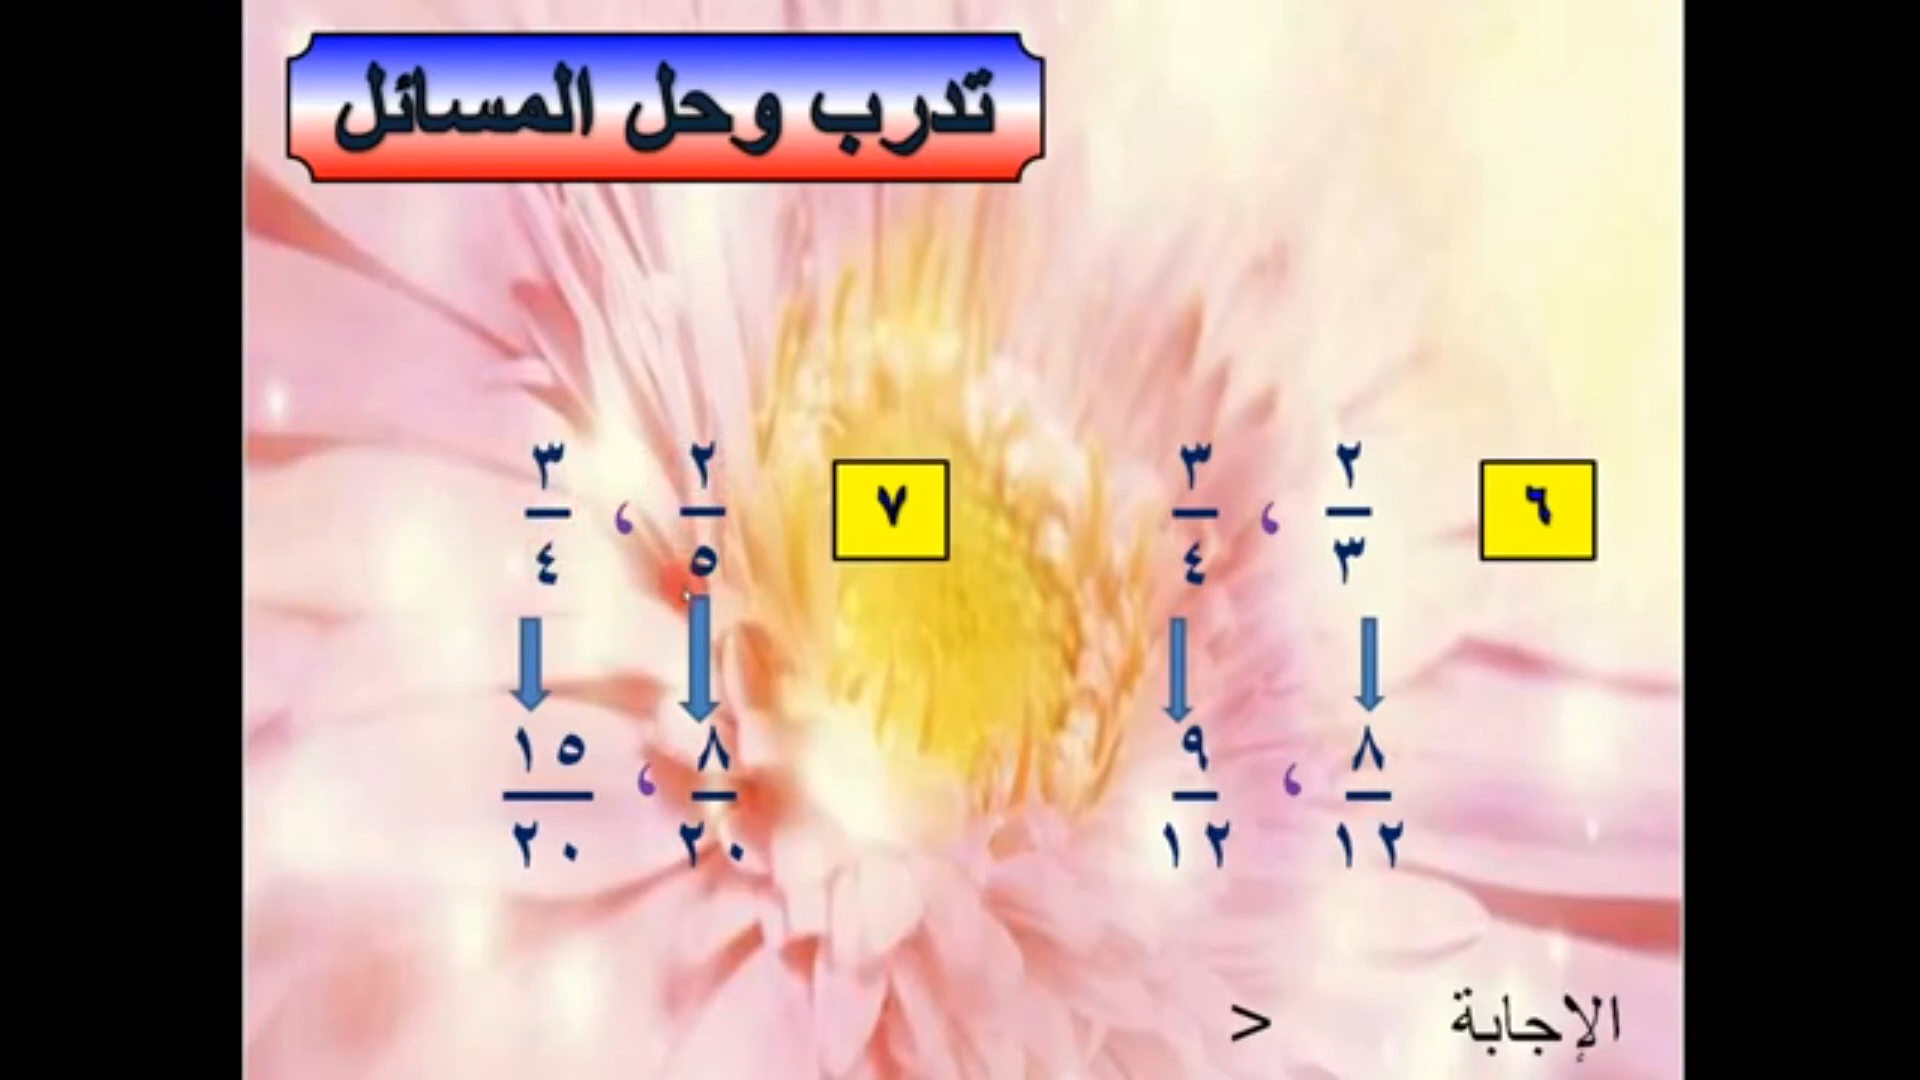 تدرب وحل المسائل
٦ ٢/٣ ، ٣/٤ ٧ ٢/٥ ، ٣/٤
٨/١٢ ، ٩/١٢ ٨/٢٠ ، ١٥/٢٠
الإجابة >